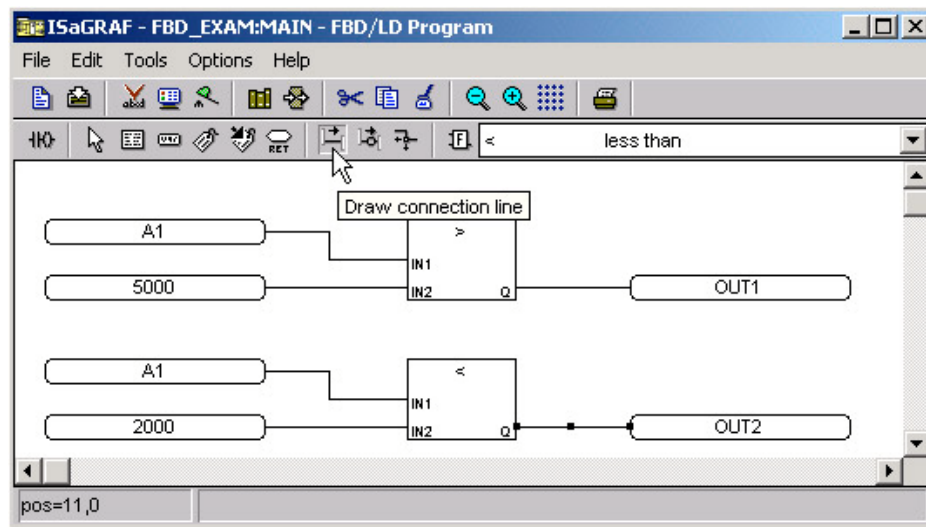 ISaGRAF - FBD_EXAM:MAIN - FBD/LD Program
File Edit Tools Options Help
RET
F < less than
Draw connection line
A1
>
IN1
5000
IN2 Q
OUT1
A1
<
IN1
2000
IN2 Q
OUT2
pos=11,0